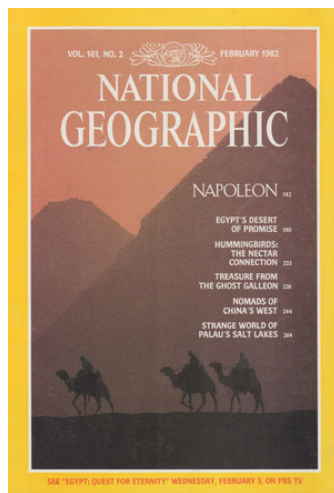 VOL. 161, NO. 2 FEBRUARY 1982
NATIONAL
GEOGRAPHIC
NAPOLEON 142
EGYPT'S DESERT
OF PROMISE 190
HUMMINGBIRDS:
THE NECTAR
CONNECTION 223
TREASURE FROM
THE GHOST GALLEON 228
NOMADS OF
CHINA'S WEST 244
STRANGE WORLD OF
PALAU'S SALT LAKES 264
SEE "EGYPT: QUEST FOR ETERNITY" WEDNESDAY, FEBRUARY 3, ON PBS TV